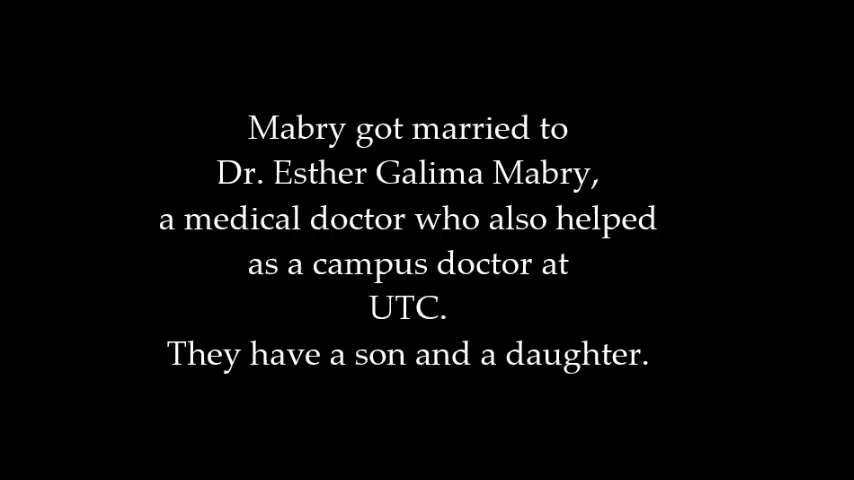 Mabry got married to
Dr. Esther Galima Mabry,
a medical doctor who also helped
as a campus doctor at
UTC.
They have a son and a daughter.